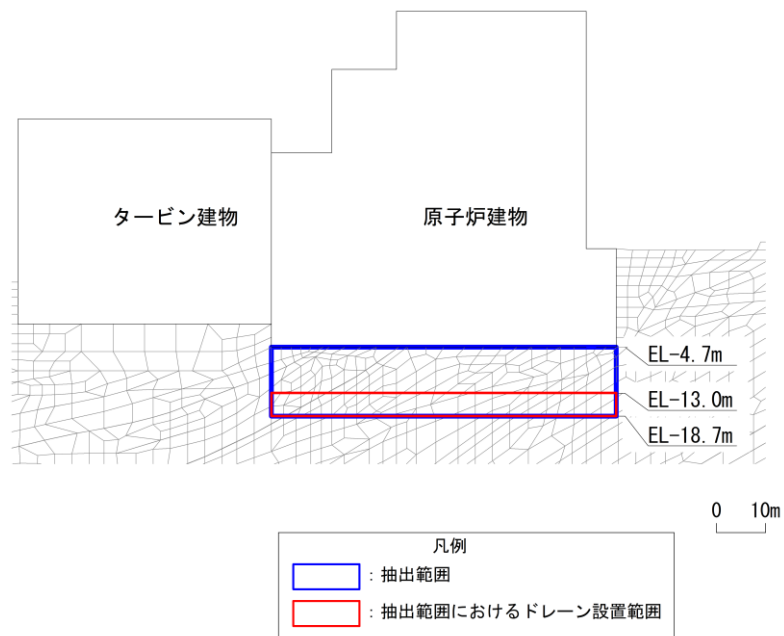 タービン建物
原子炉建物
EL-4.7m
EL-13.0m
EL-18.7m
0 10m
凡例
：抽出範囲
：抽出範囲におけるドレーン設置範囲